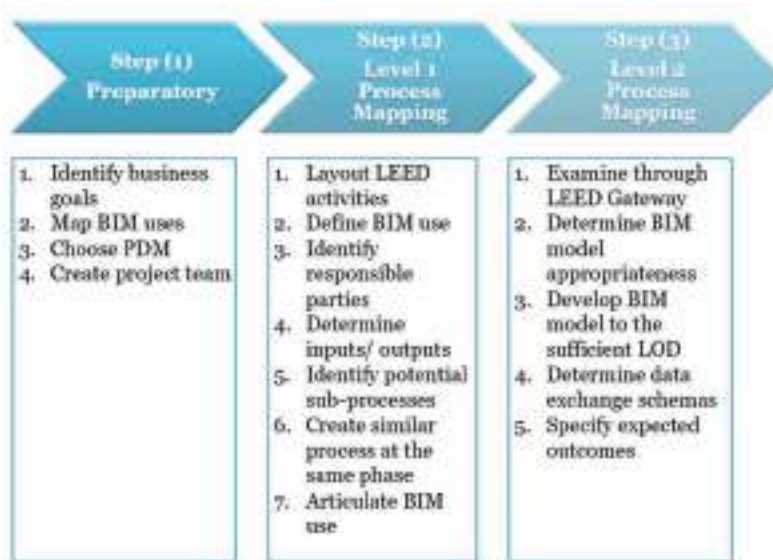 Step (1)
Preparatory
Step (2)
Level 1
Process
Mapping
Step (3)
Level 2
Process
Mapping
1. Identify business
goals
2. Map BIM uses
3. Choose PDM
4. Create project team
1. Layout LEED
activities
2. Define BIM use
3. Identify
responsible
parties
4. Determine
inputs/ outputs
5. Identify potential
sub-processes
6. Create similar
process at the
same phase
7. Articulate BIM
use
1. Examine through
LEED Gateway
2. Determine BIM
model
appropriateness
3. Develop BIM
model to the
sufficient LOD
4. Determine data
exchange schemas
5. Specify expected
outcomes